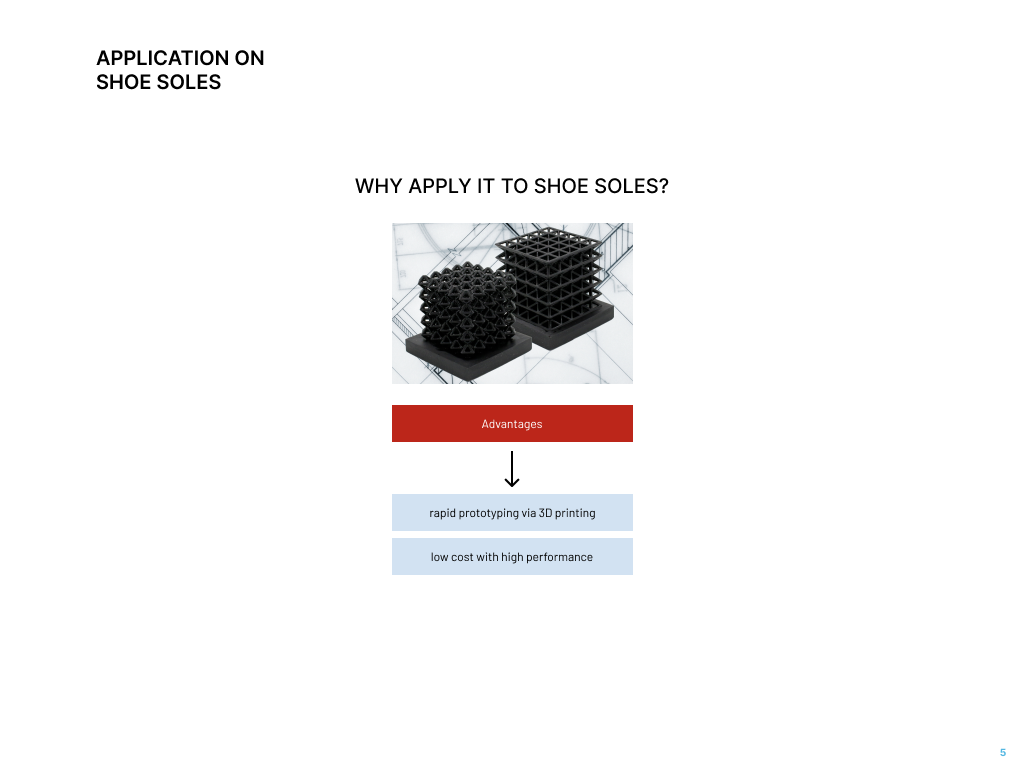 APPLICATION ON
SHOE SOLES
WHY APPLY IT TO SHOE SOLES?
Advantages
rapid prototyping via 3D printing
low cost with high performance
5